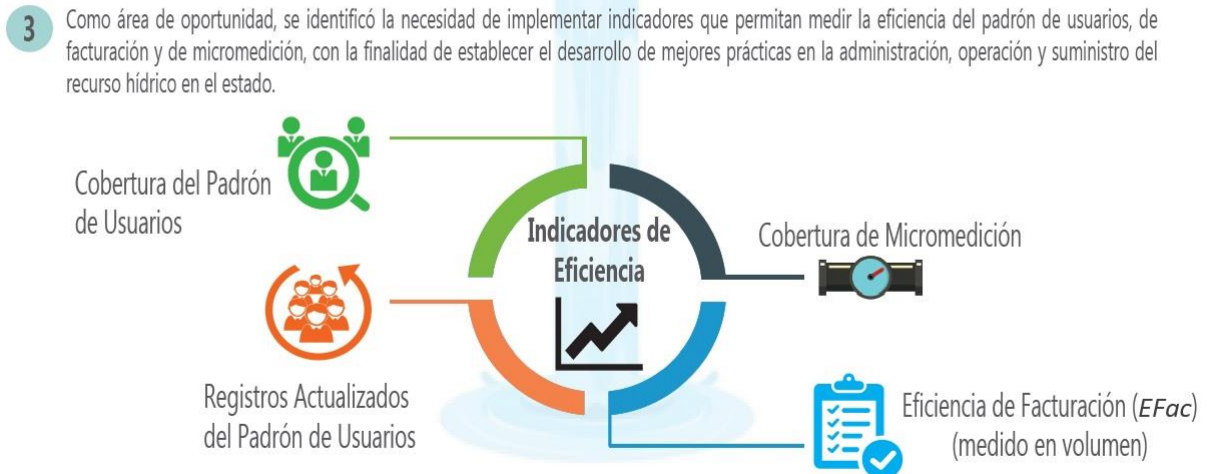 3
Como área de oportunidad, se identificó la necesidad de implementar indicadores que permitan medir la eficiencia del padrón de usuarios, de
facturación y de micromedición, con la finalidad de establecer el desarrollo de mejores prácticas en la administración, operación y suministro del
recurso hídrico en el estado.
Cobertura del Padrón
de Usuarios
Indicadores de
Eficiencia
Cobertura de Micromedición
Registros Actualizados
del Padrón de Usuarios
Eficiencia de Facturación (EFac)
(medido en volumen)